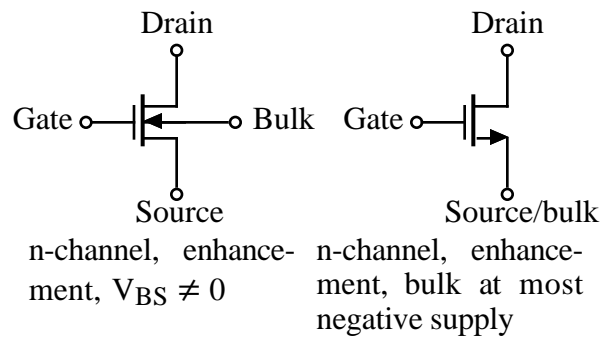 Drain Drain
Gate Bulk Gate
Source Source/bulk
n-channel, enhance-
ment, VBS ≠ 0
n-channel, enhance-
ment, bulk at most
negative supply